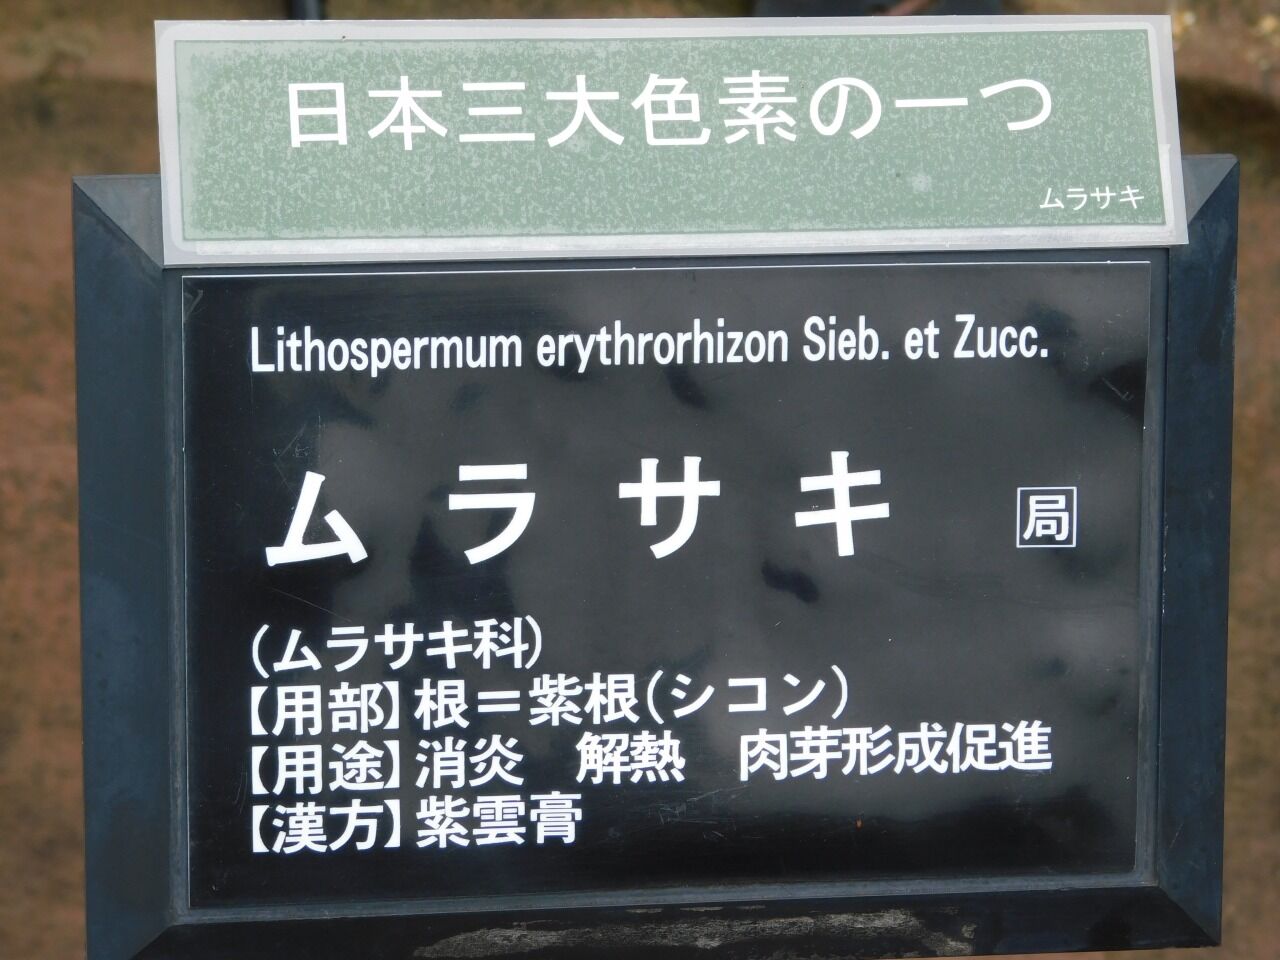 日本三大色素の一つ
ムラサキ
Lithospermum erythrorhizon Sieb. et Zucc.
ムラサキ 局
(ムラサキ科)
【用部】根＝紫根(シコン)
【用途】消炎　解熱　肉芽形成促進
【漢方】紫雲膏